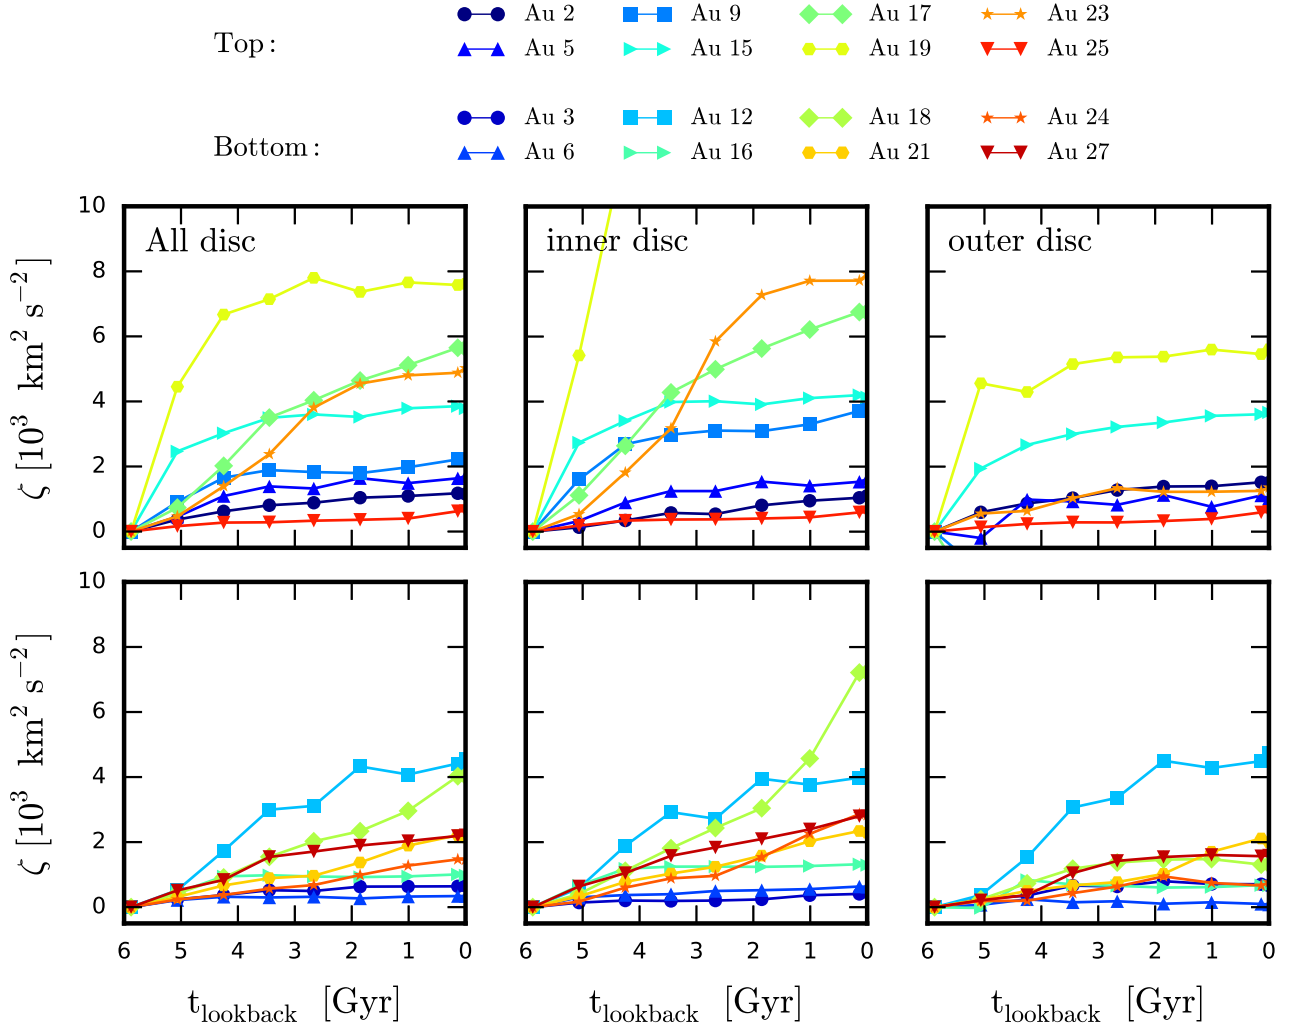 Top:
Au 2 Au 9 Au 17 Au 23
Au 5 Au 15 Au 19 Au 25
Bottom:
Au 3 Au 12 Au 18 Au 24
Au 6 Au 16 Au 21 Au 27
All disc inner disc outer disc
10
8
6
4
2
0
ζ [10³ km² s⁻²]
10
8
6
4
2
0
ζ [10³ km² s⁻²]
6 5 4 3 2 1 0 6 5 4 3 2 1 0 6 5 4 3 2 1 0
t_lookback [Gyr] t_lookback [Gyr] t_lookback [Gyr]